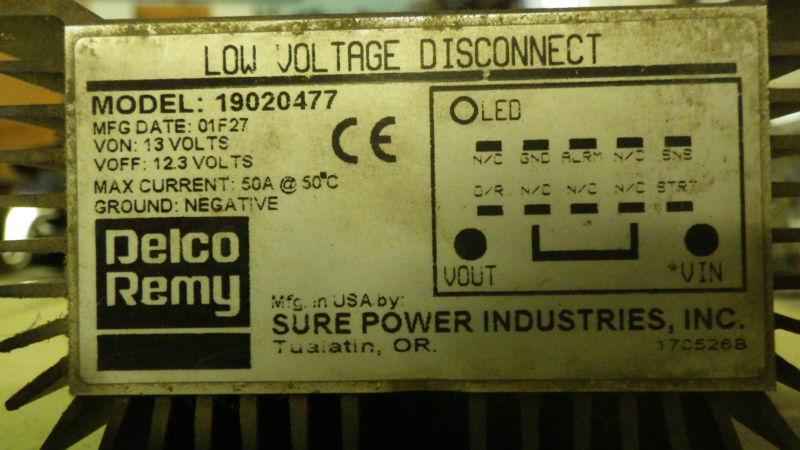 LOW VOLTAGE DISCONNECT
MODEL: 19020477
MFG DATE: 01F27
VON: 13 VOLTS
VOFF: 12.3 VOLTS
MAX CURRENT: 50A @ 50°C
GROUND: NEGATIVE
CE
LED
N/C GND ALRM N/C SNS
O/R N/C N/C N/C STRT
VOUT VIN
Delco
Remy
Mfg. in USA by:
SURE POWER INDUSTRIES, INC.
Tualatin, OR.